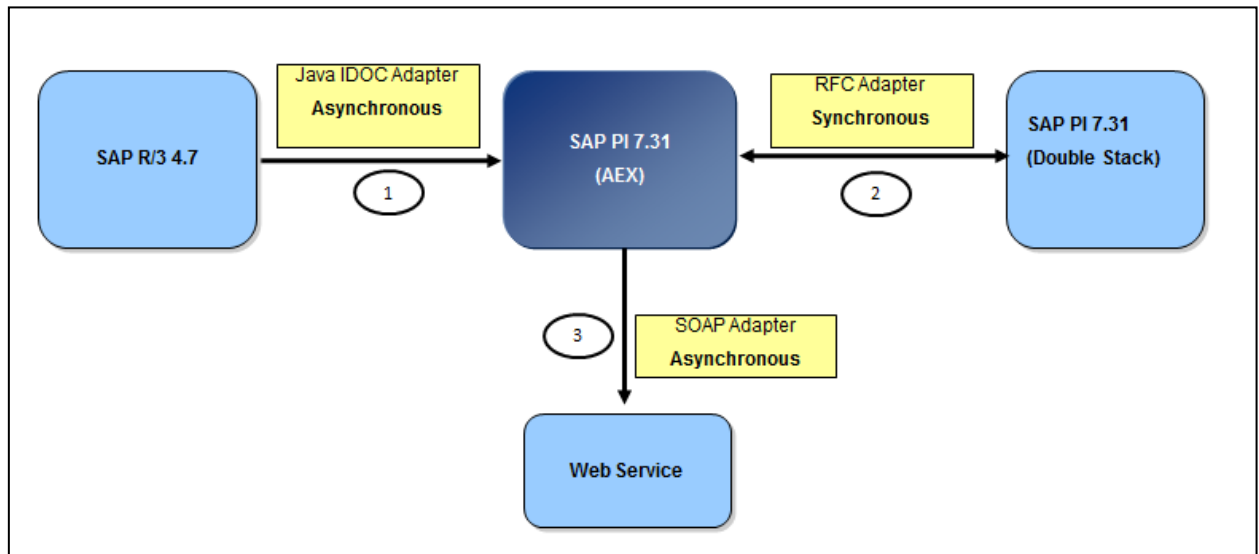 Java IDOC Adapter
Asynchronous
SAP R/3 4.7
1
SAP PI 7.31
(AEX)
RFC Adapter
Synchronous
2
SAP PI 7.31
(Double Stack)
3
SOAP Adapter
Asynchronous
Web Service